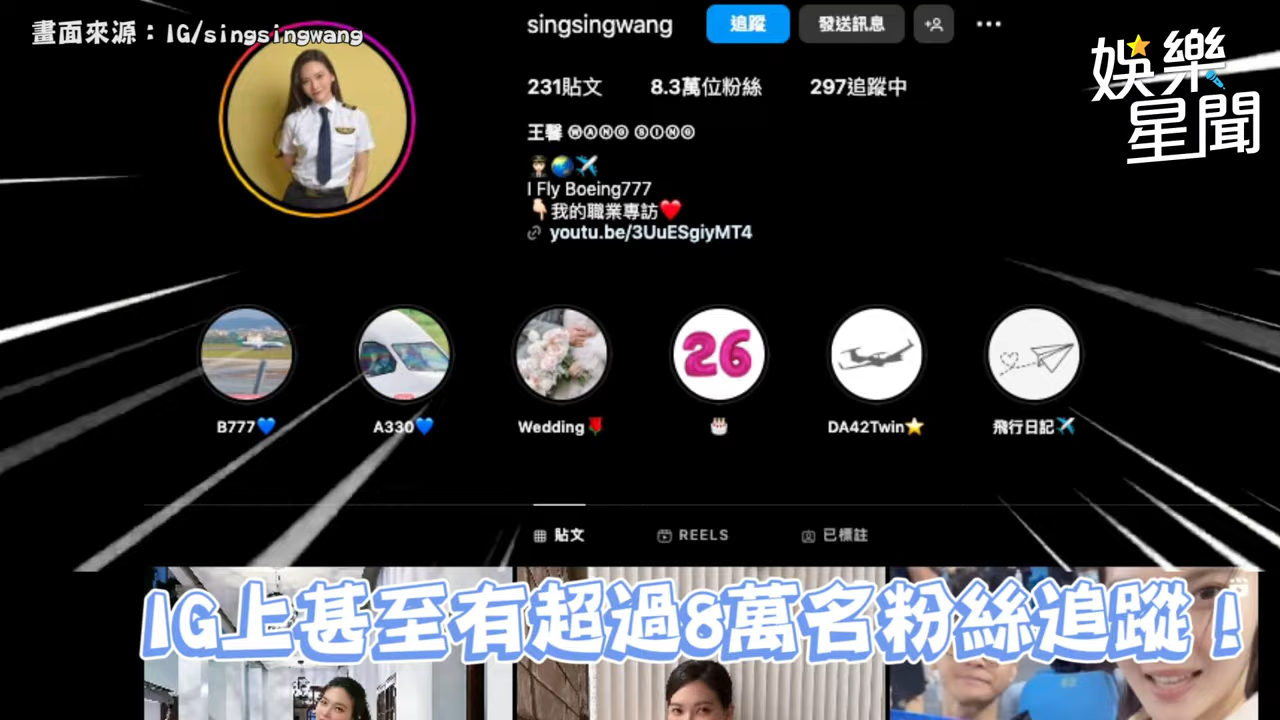 畫面來源：IG/singsingwang
娛樂
星聞
singsingwang
追蹤
發送訊息
231貼文
8.3萬位粉絲
297追蹤中
王馨 ⓌⒶⓃⒼ ⓈⒾⓃⒼ
👩🏻‍✈️🌏✈️
I Fly Boeing777
👇🏻我的職業專訪❤️
youtu.be/3UuESgiyMT4
26
B777💙
A330💙
Wedding🌹
🎂
DA42Twin⭐
飛行日記✈️
貼文
REELS
已標註
IG上甚至有超過8萬名粉絲追蹤！